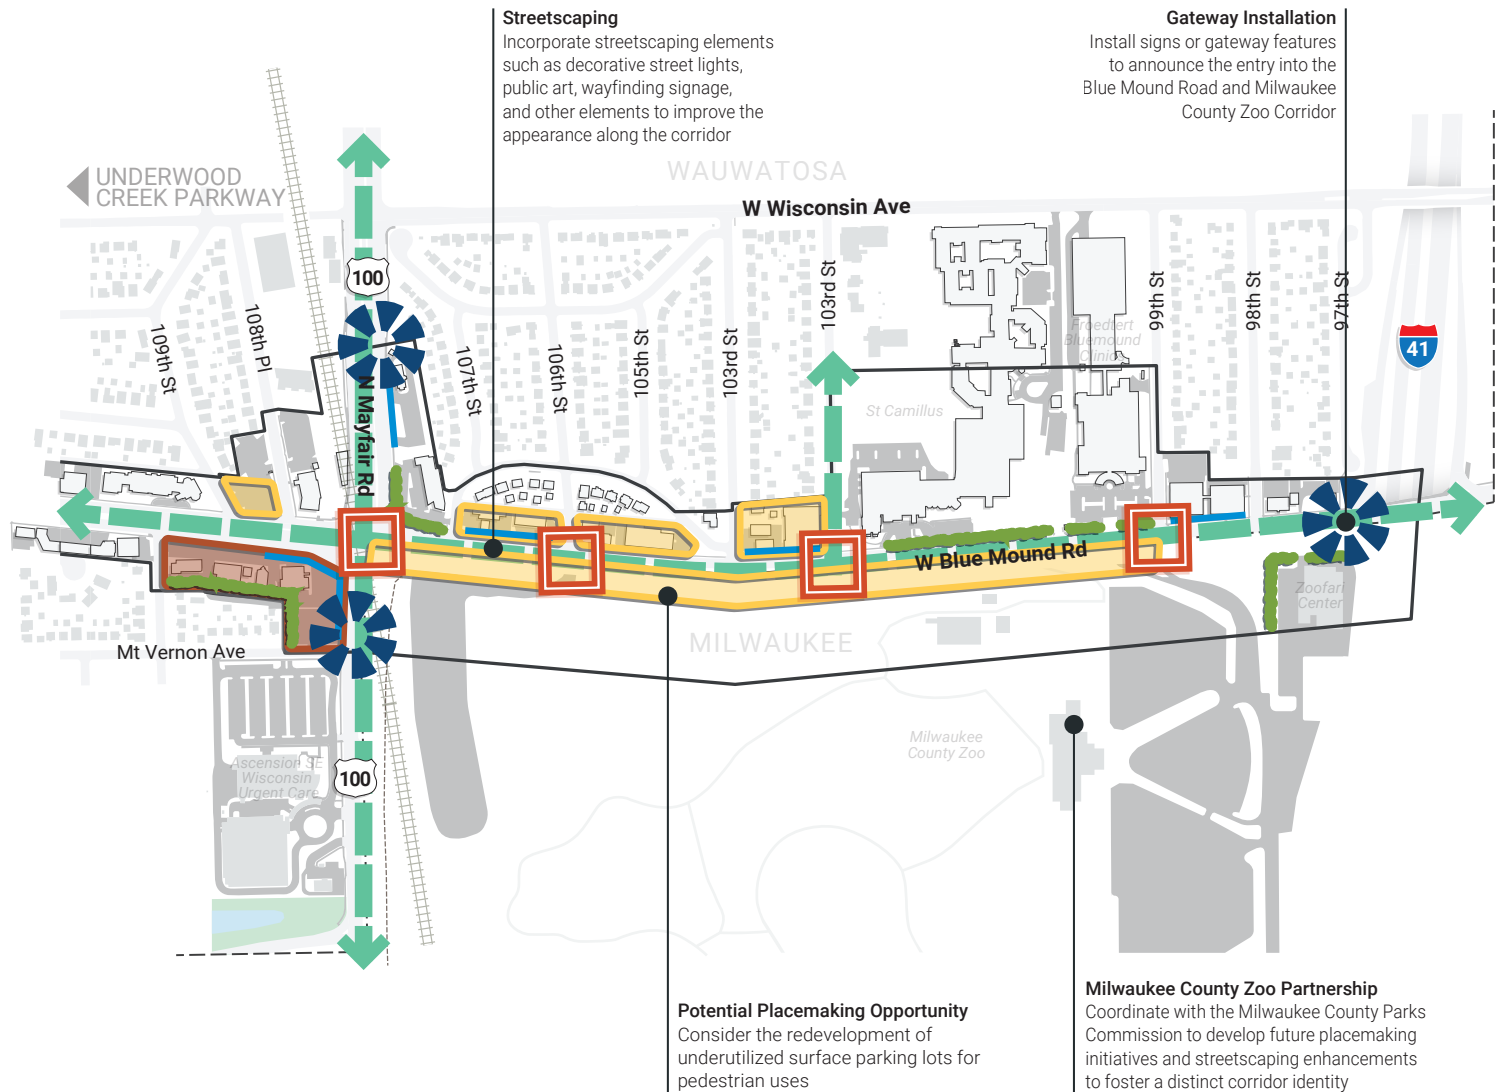 Streetscaping
Incorporate streetscaping elements
such as decorative street lights,
public art, wayfinding signage,
and other elements to improve the
appearance along the corridor
Gateway Installation
Install signs or gateway features
to announce the entry into the
Blue Mound Road and Milwaukee
County Zoo Corridor
UNDERWOOD
CREEK PARKWAY
WAUWATOSA
W Wisconsin Ave
100
109th St
108th Pl
N Mayfair Rd
107th St
106th St
105th St
103rd St
103rd St
99th St
98th St
97th St
41
Froedtert
Bluemound
Clinic
St Camillus
W Blue Mound Rd
Zoofari
Center
MILWAUKEE
Mt Vernon Ave
Milwaukee
County Zoo
Ascension SE
Wisconsin
Urgent Care
100
Potential Placemaking Opportunity
Consider the redevelopment of
underutilized surface parking lots for
pedestrian uses
Milwaukee County Zoo Partnership
Coordinate with the Milwaukee County Parks
Commission to develop future placemaking
initiatives and streetscaping enhancements
to foster a distinct corridor identity